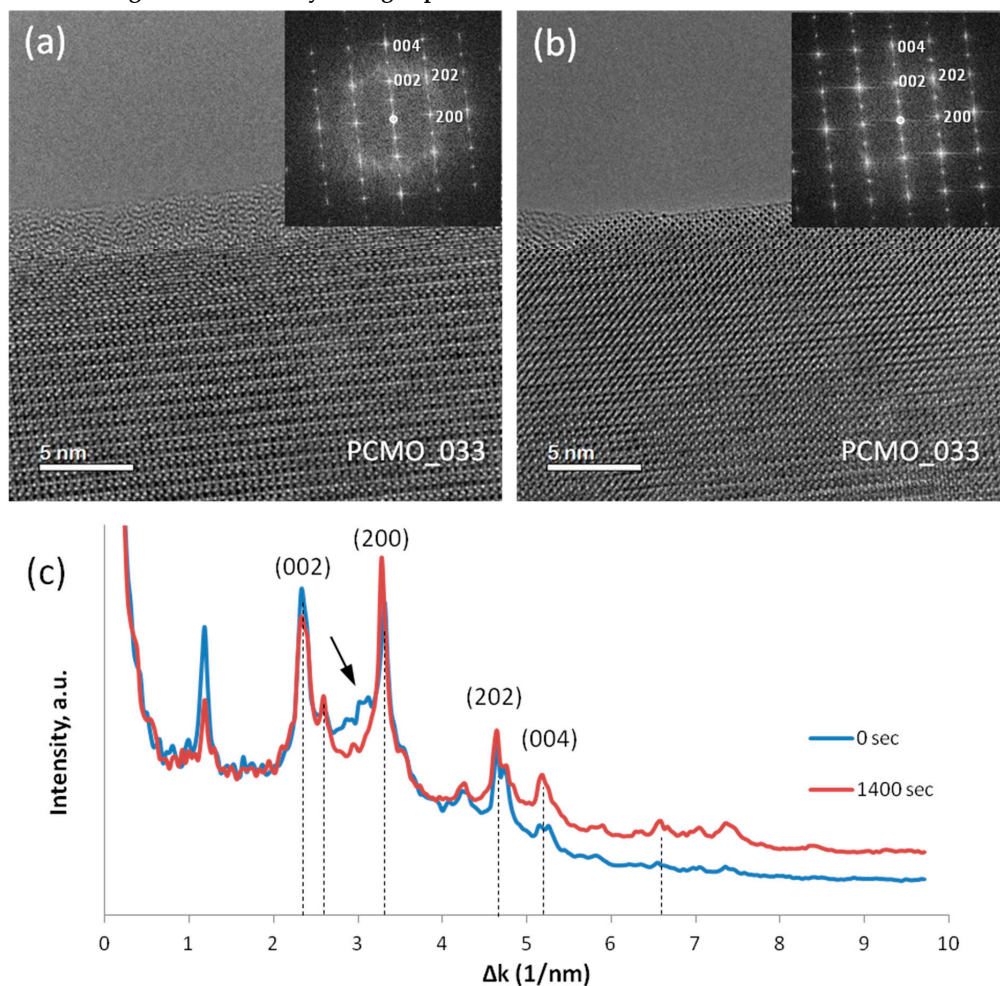 (a)
004
002
202
200
5 nm
PCMO_033
(b)
004
002
202
200
5 nm
PCMO_033
(c)
(002)
(200)
(202)
(004)
0 sec
1400 sec
Intensity, a.u.
0 1 2 3 4 5 6 7 8 9 10
Δk (1/nm)